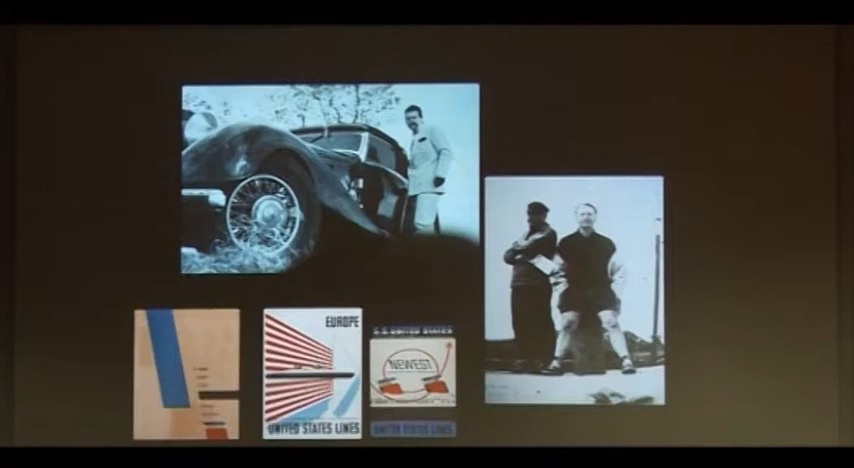 EUROPE
UNITED STATES LINES
S.S. UNITED STATES
NEWEST
UNITED STATES LINES